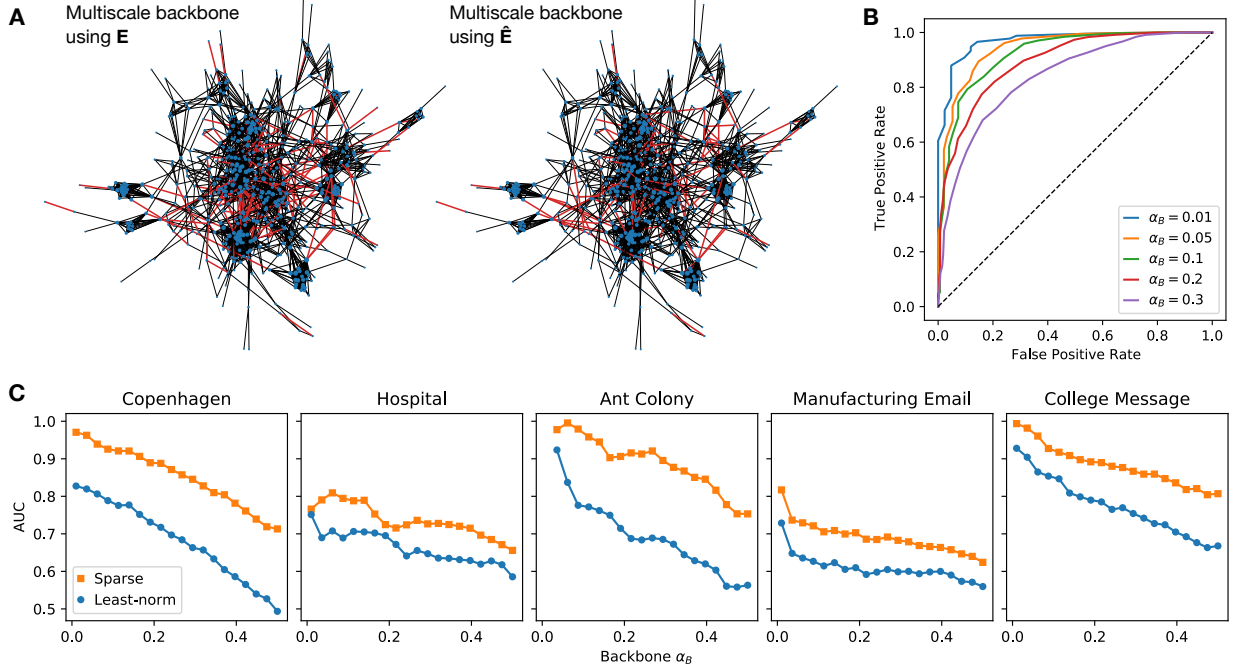 A
Multiscale backbone
using E
Multiscale backbone
using Ê
B
True Positive Rate
1.0
0.8
0.6
0.4
0.2
0.0
α_B = 0.01
α_B = 0.05
α_B = 0.1
α_B = 0.2
α_B = 0.3
0.0 0.2 0.4 0.6 0.8 1.0
False Positive Rate
C
Copenhagen
Hospital
Ant Colony
Manufacturing Email
College Message
AUC
1.0
0.9
0.8
0.7
0.6
0.5
Sparse
Least-norm
0.0 0.2 0.4
0.0 0.2 0.4
0.0 0.2 0.4
0.0 0.2 0.4
0.0 0.2 0.4
Backbone α_B